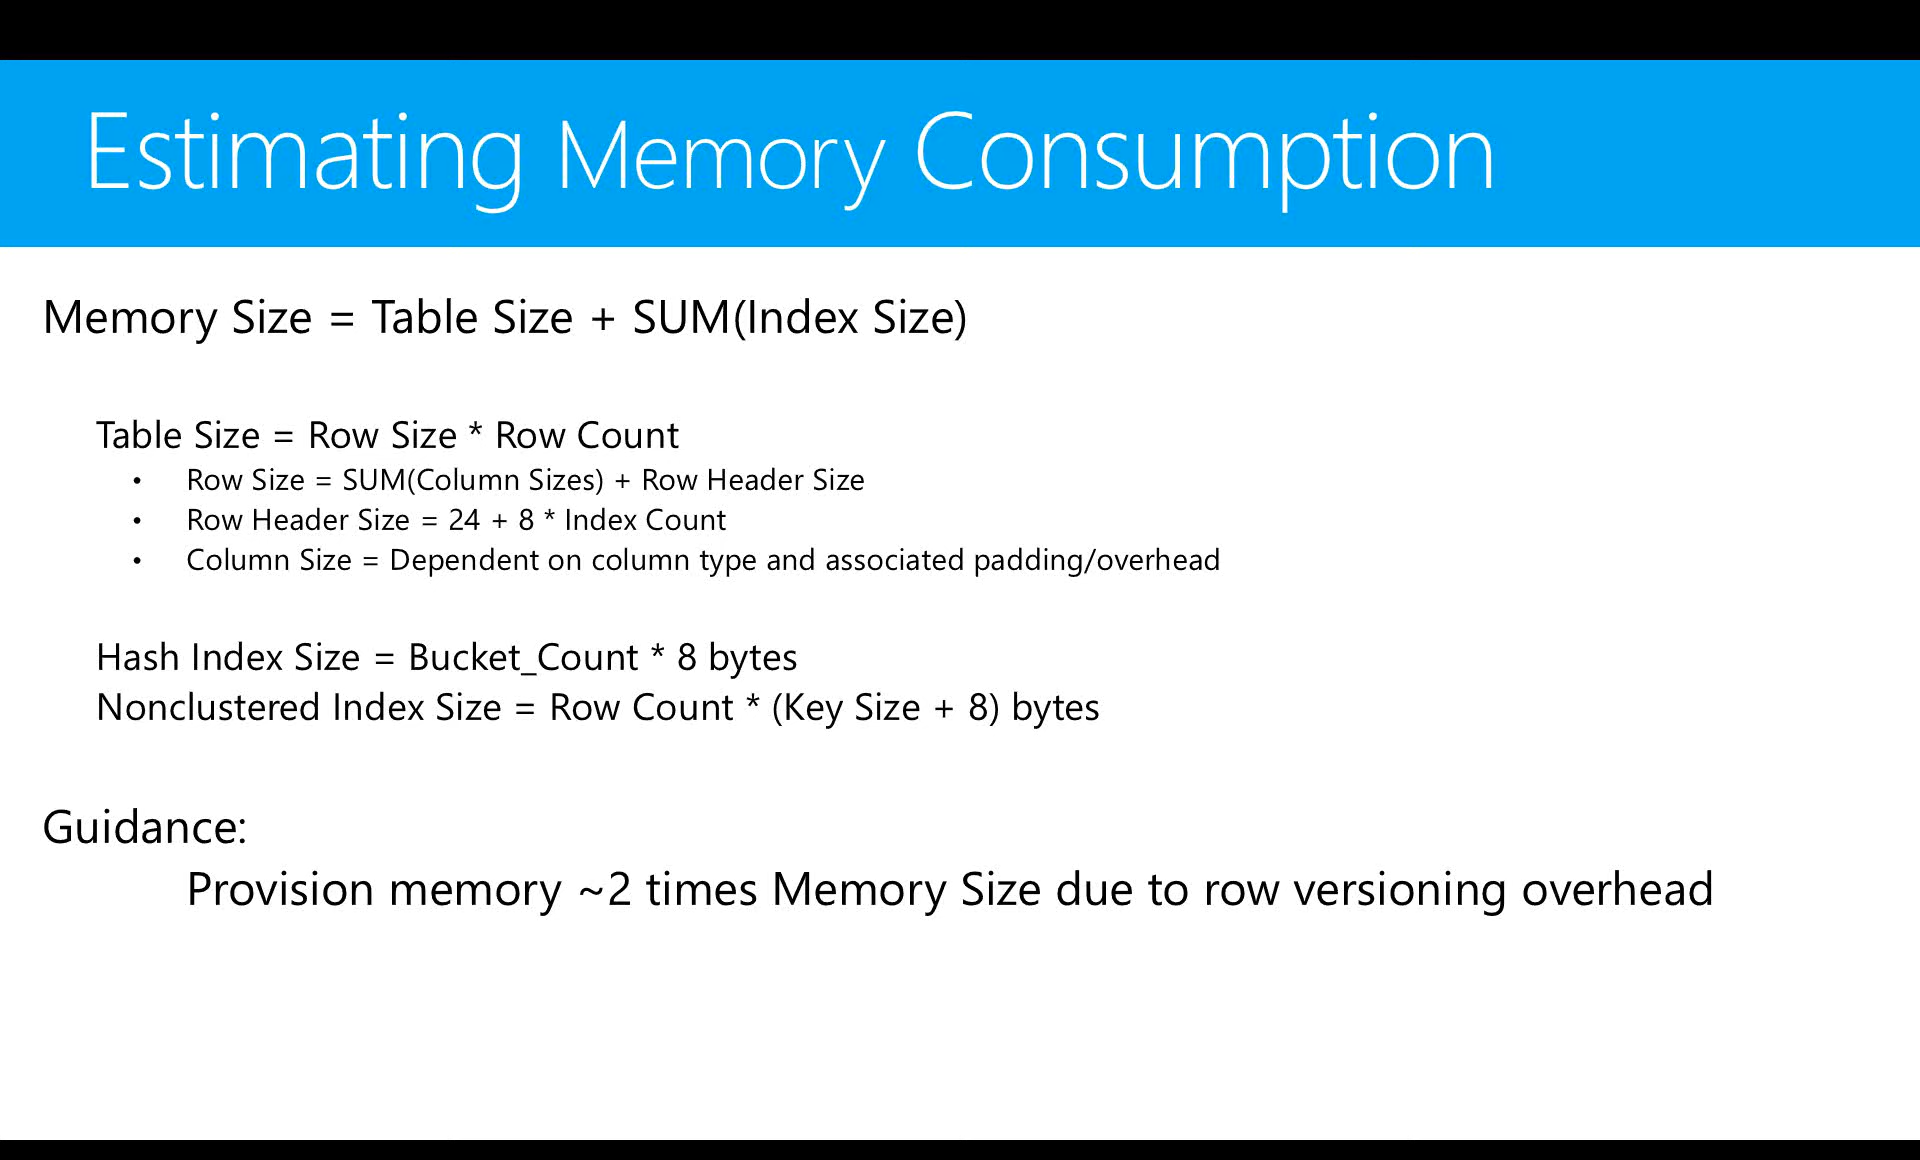 Estimating Memory Consumption
Memory Size = Table Size + SUM(Index Size)
Table Size = Row Size * Row Count
• Row Size = SUM(Column Sizes) + Row Header Size
• Row Header Size = 24 + 8 * Index Count
• Column Size = Dependent on column type and associated padding/overhead
Hash Index Size = Bucket_Count * 8 bytes
Nonclustered Index Size = Row Count * (Key Size + 8) bytes
Guidance:
Provision memory ~2 times Memory Size due to row versioning overhead